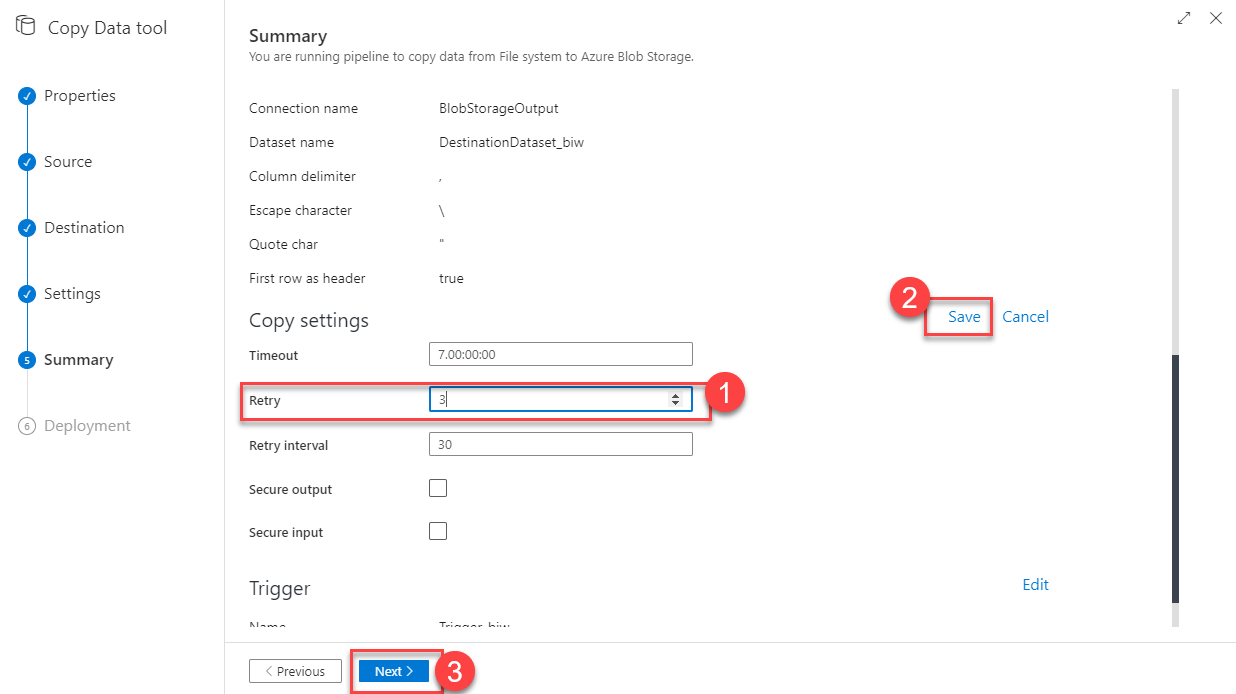 Copy Data tool
Properties
Source
Destination
Settings
5 Summary
6 Deployment
Summary
You are running pipeline to copy data from File system to Azure Blob Storage.
Connection name BlobStorageOutput
Dataset name DestinationDataset_biw
Column delimiter ,
Escape character \
Quote char "
First row as header true
2
Copy settings Save Cancel
Timeout 7.00:00:00
Retry 3 1
Retry interval 30
Secure output
Secure input
Trigger Edit
Name Trigger_biw
< Previous Next > 3